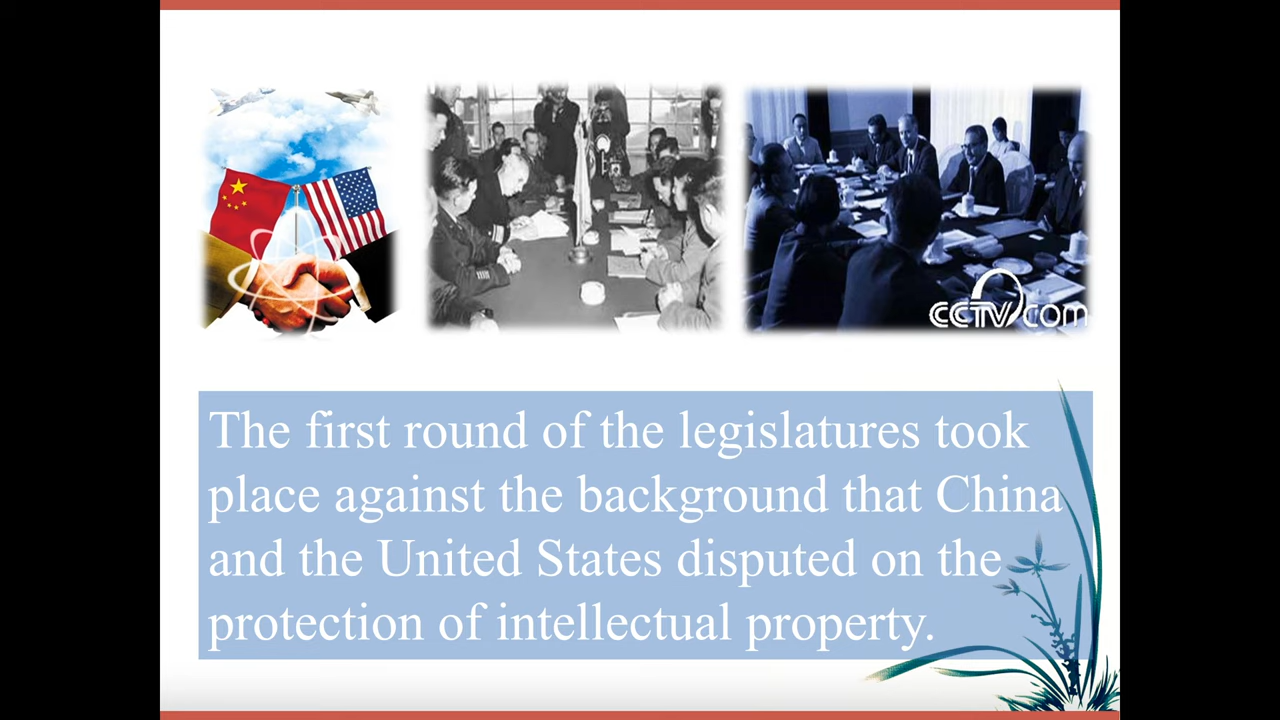 CCTV.com
The first round of the legislatures took
place against the background that China
and the United States disputed on the
protection of intellectual property.